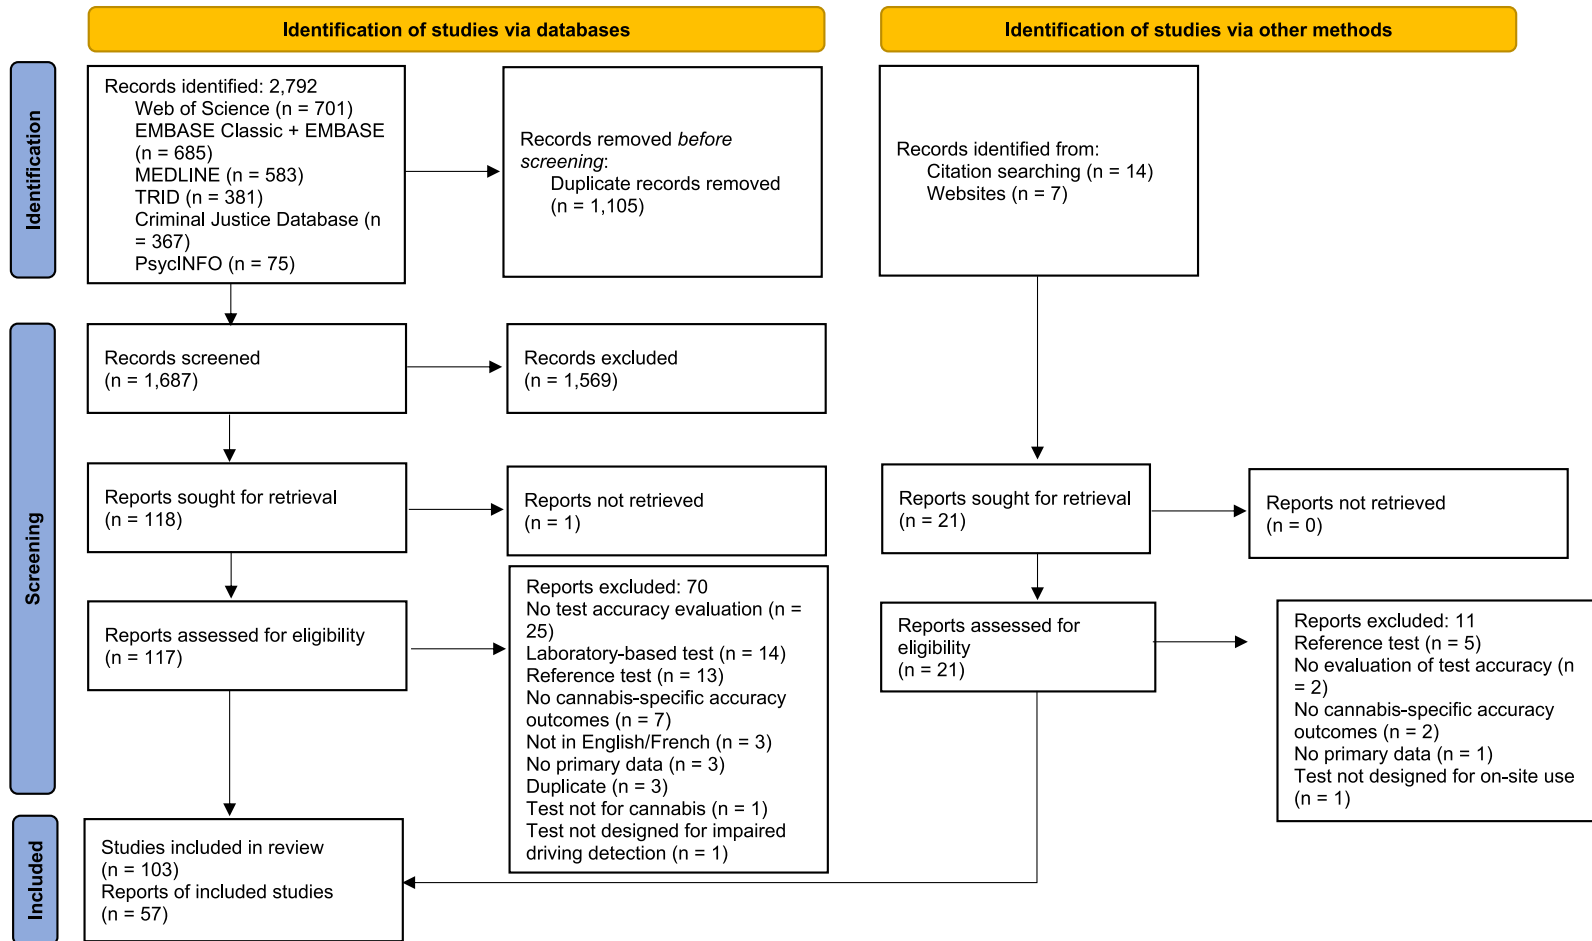 Identification of studies via databases
Identification of studies via other methods
Identification
Records identified: 2,792
Web of Science (n = 701)
EMBASE Classic + EMBASE
(n = 685)
MEDLINE (n = 583)
TRID (n = 381)
Criminal Justice Database (n
= 367)
PsycINFO (n = 75)
Records removed before
screening:
Duplicate records removed
(n = 1,105)
Records identified from:
Citation searching (n = 14)
Websites (n = 7)
Screening
Records screened
(n = 1,687)
Records excluded
(n = 1,569)
Reports sought for retrieval
(n = 118)
Reports not retrieved
(n = 1)
Reports sought for retrieval
(n = 21)
Reports not retrieved
(n = 0)
Reports assessed for eligibility
(n = 117)
Reports excluded: 70
No test accuracy evaluation (n =
25)
Laboratory-based test (n = 14)
Reference test (n = 13)
No cannabis-specific accuracy
outcomes (n = 7)
Not in English/French (n = 3)
No primary data (n = 3)
Duplicate (n = 3)
Test not for cannabis (n = 1)
Test not designed for impaired
driving detection (n = 1)
Reports assessed for
eligibility
(n = 21)
Reports excluded: 11
Reference test (n = 5)
No evaluation of test accuracy (n
= 2)
No cannabis-specific accuracy
outcomes (n = 2)
No primary data (n = 1)
Test not designed for on-site use
(n = 1)
Included
Studies included in review
(n = 103)
Reports of included studies
(n = 57)